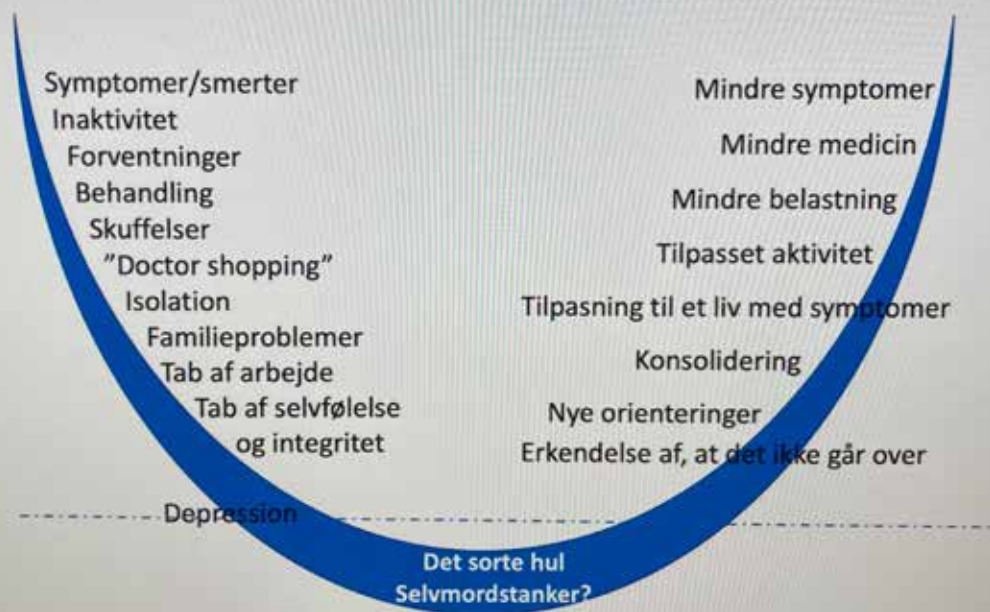 Symptomer/smerter
Inaktivitet
Forventninger
Behandling
Skuffelser
”Doctor shopping”
Isolation
Familieproblemer
Tab af arbejde
Tab af selvfølelse
og integritet
Depression
Det sorte hul
Selvmordstanker?
Erkendelse af, at det ikke går over
Nye orienteringer
Konsolidering
Tilpasning til et liv med symptomer
Tilpasset aktivitet
Mindre belastning
Mindre medicin
Mindre symptomer